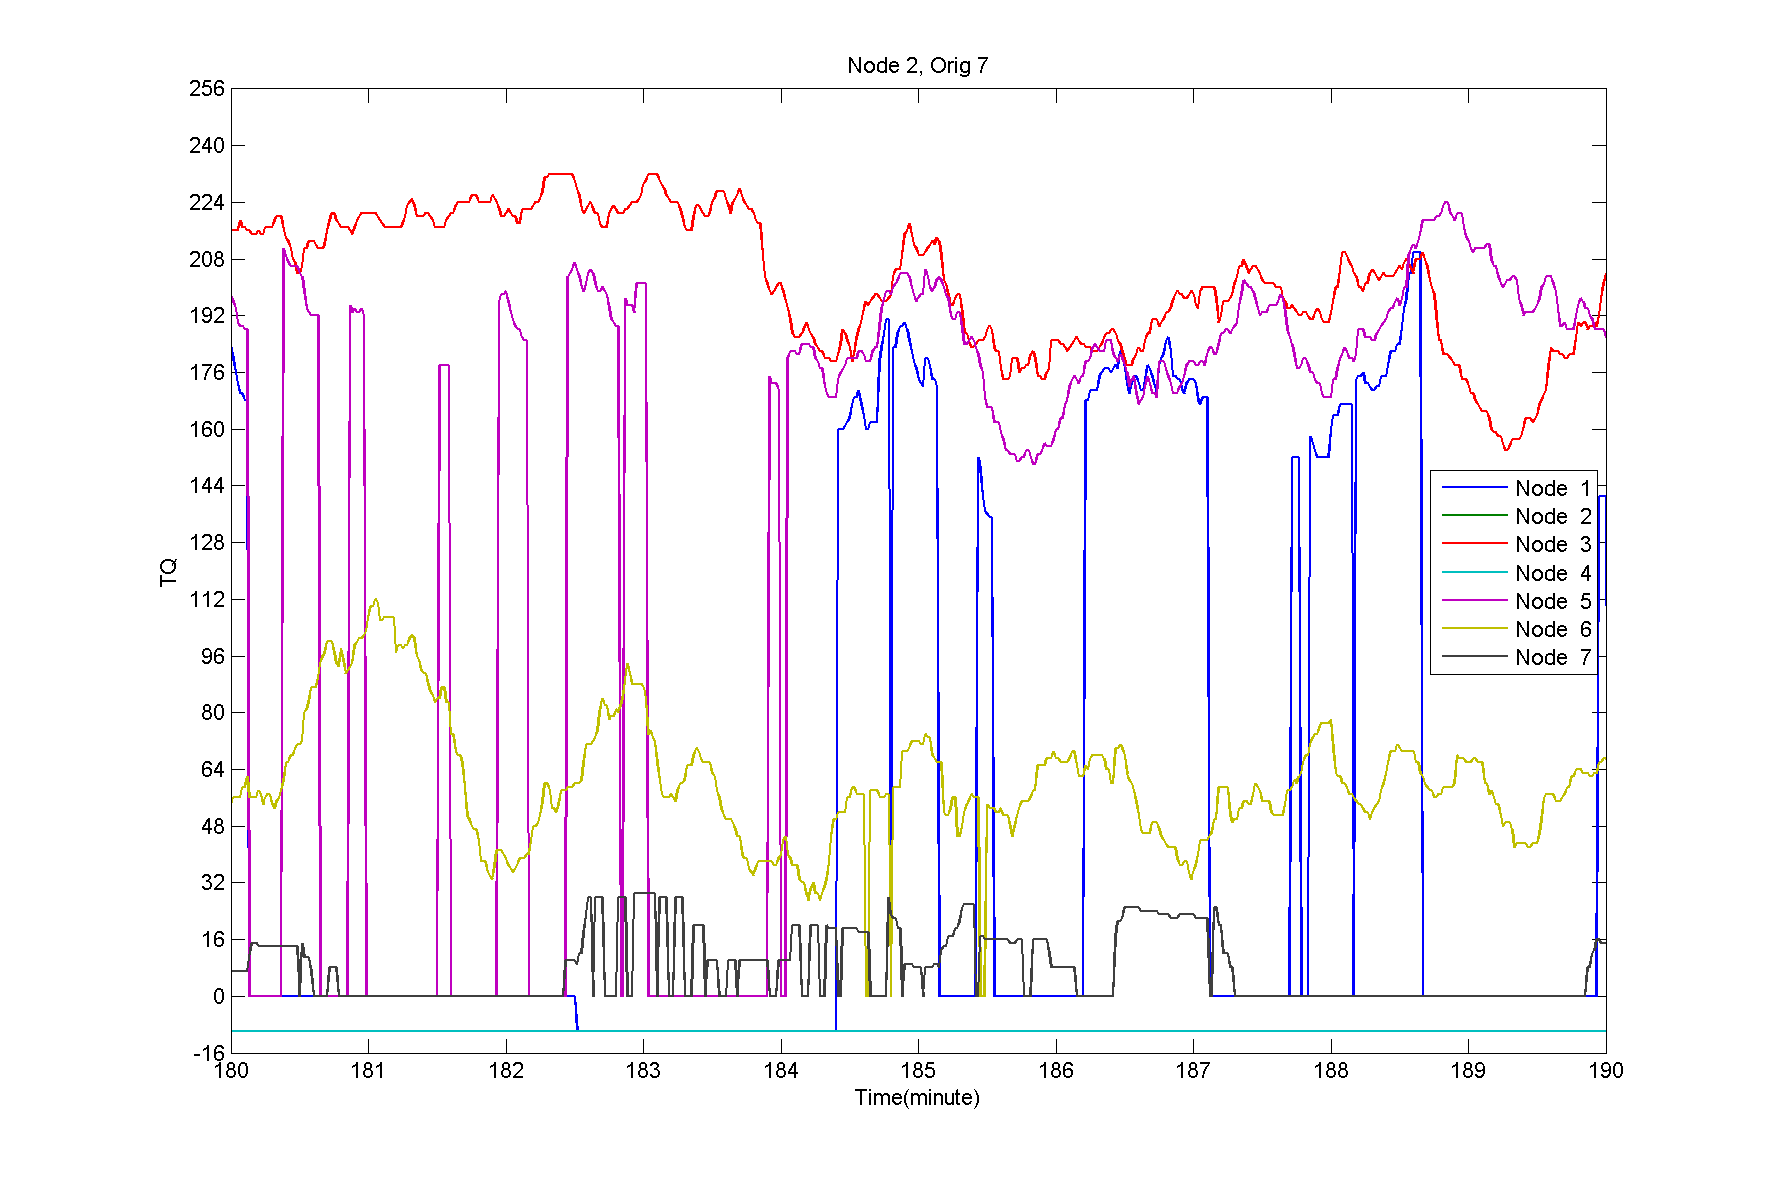 Node 2, Orig 7
256
240
224
208
192
176
160
144
128
112
96
80
64
48
32
16
0
-16
TQ
Node 1
Node 2
Node 3
Node 4
Node 5
Node 6
Node 7
180 181 182 183 184 185 186 187 188 189 190
Time(minute)